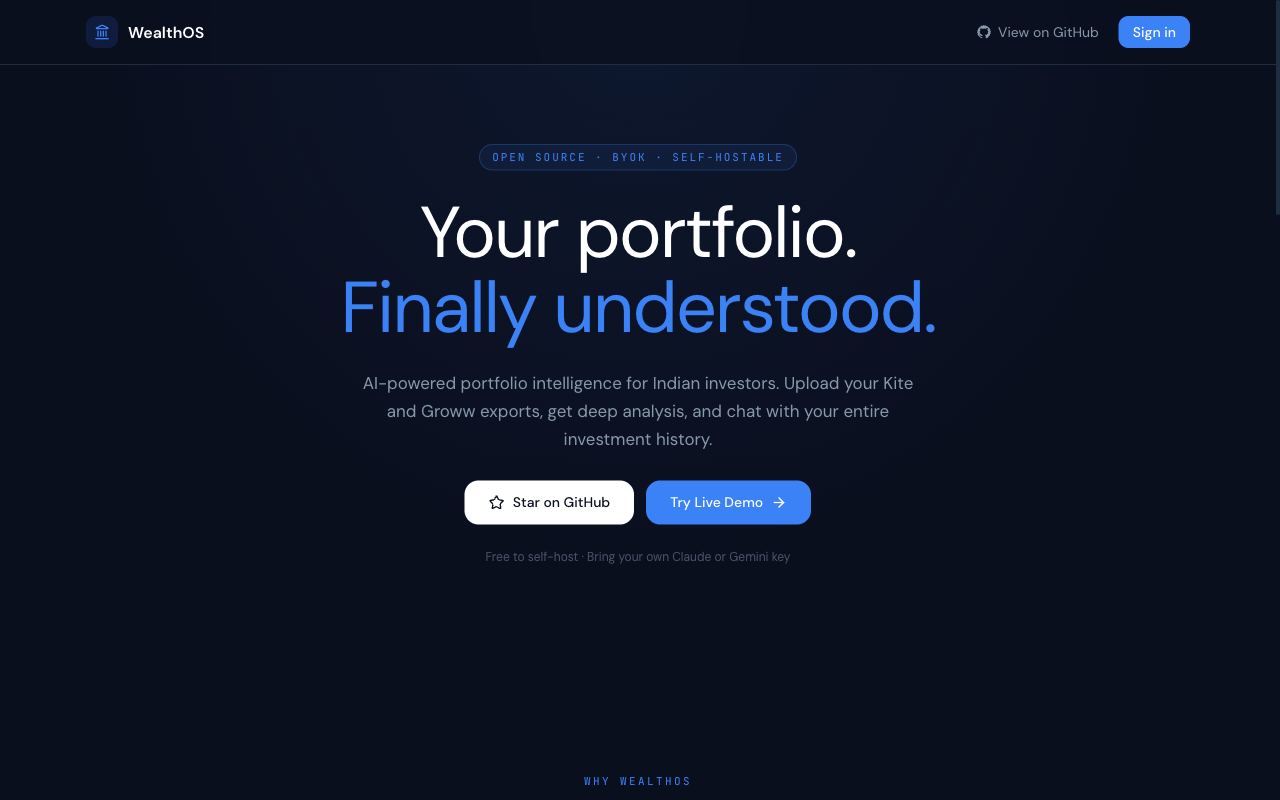 WealthOS
View on GitHub
Sign in
OPEN SOURCE · BYOK · SELF-HOSTABLE
Your portfolio.
Finally understood.
AI-powered portfolio intelligence for Indian investors. Upload your Kite
and Groww exports, get deep analysis, and chat with your entire
investment history.
Star on GitHub
Try Live Demo →
Free to self-host · Bring your own Claude or Gemini key
WHY WEALTHOS